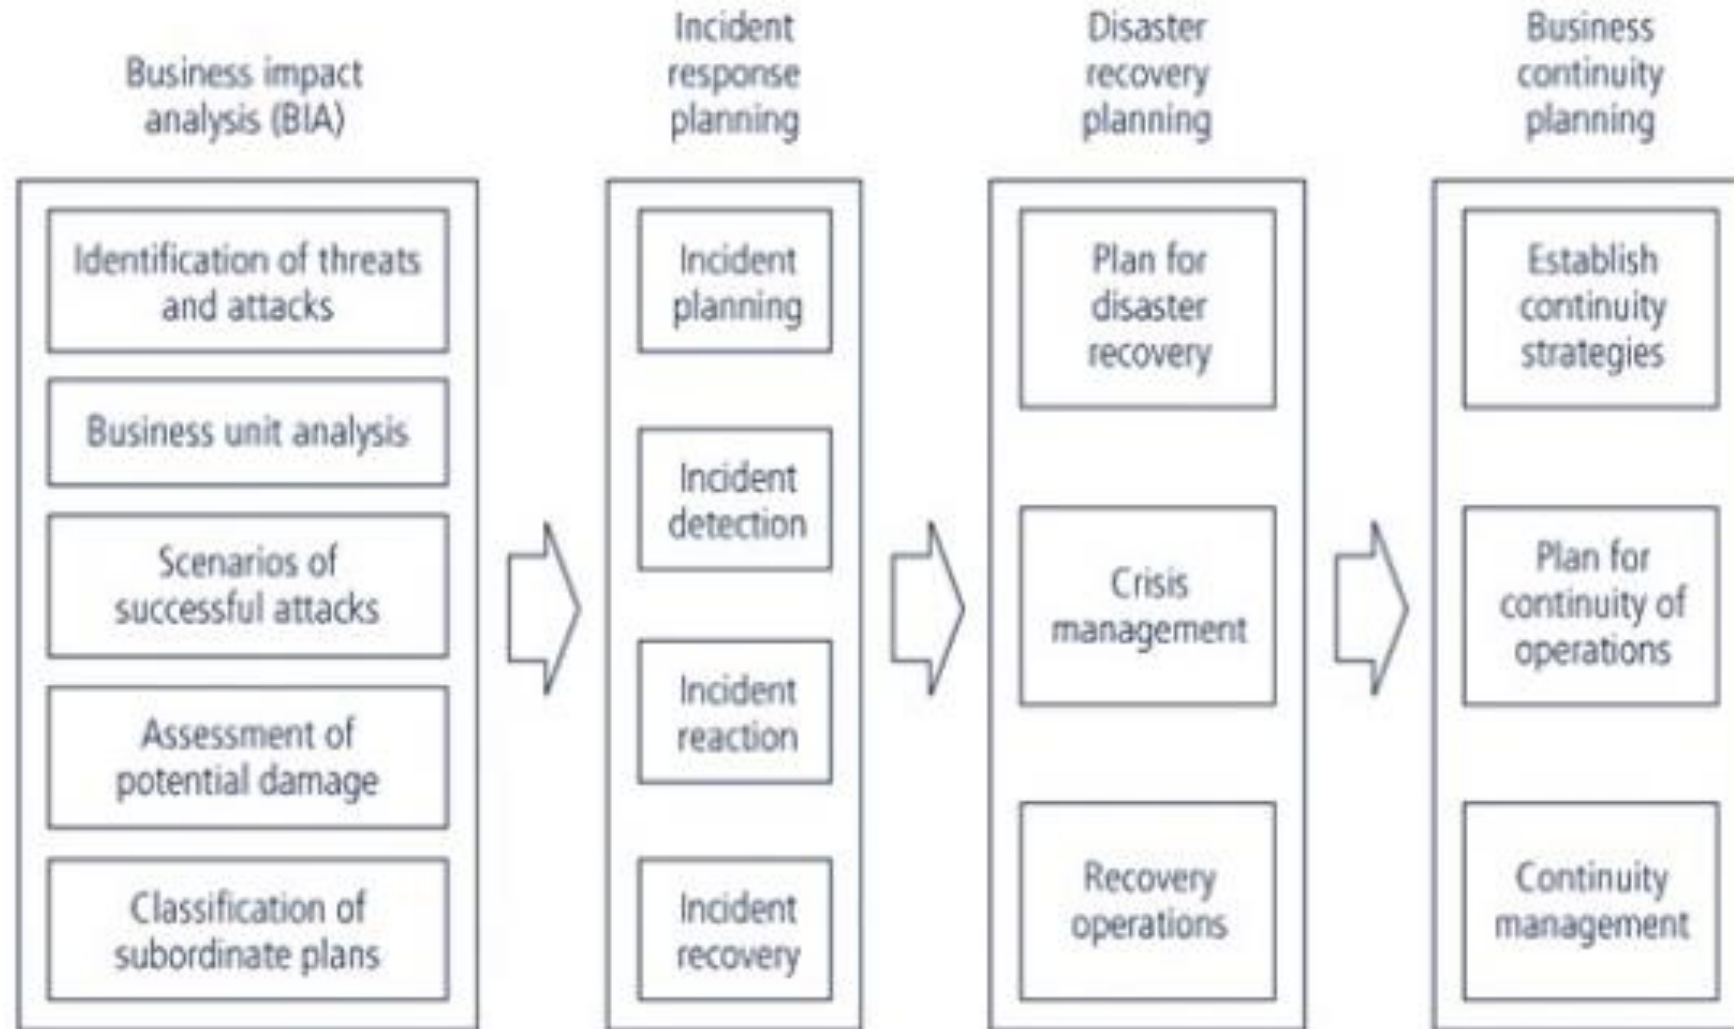 Business impact
analysis (BIA)
Identification of threats
and attacks
Business unit analysis
Scenarios of
successful attacks
Assessment of
potential damage
Classification of
subordinate plans
Incident
response
planning
Incident
planning
Incident
detection
Incident
reaction
Incident
recovery
Disaster
recovery
planning
Plan for
disaster
recovery
Crisis
management
Recovery
operations
Business
continuity
planning
Establish
continuity
strategies
Plan for
continuity of
operations
Continuity
management